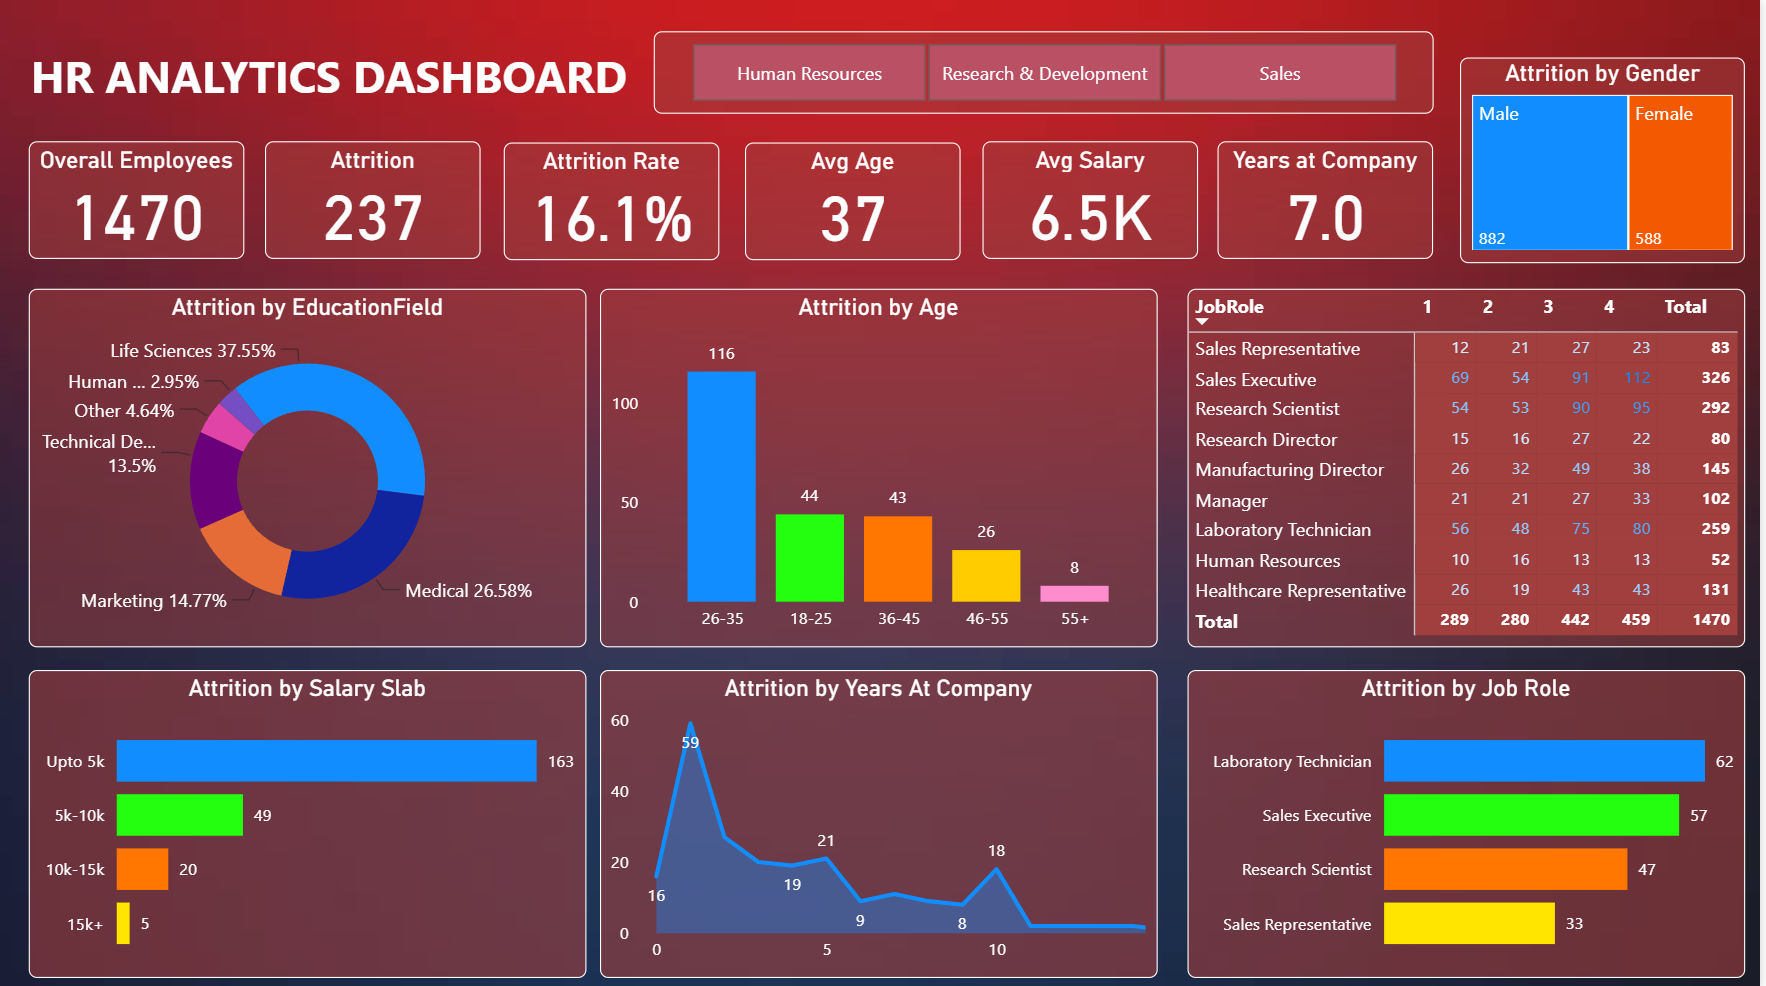 HR ANALYTICS DASHBOARD
Human Resources
Research & Development
Sales
Attrition by Gender
Male
Female
882
588
Overall Employees
1470
Attrition
237
Attrition Rate
16.1%
Avg Age
37
Avg Salary
6.5K
Years at Company
7.0
Attrition by EducationField
Life Sciences 37.55%
Human ... 2.95%
Other 4.64%
Technical De...
13.5%
Marketing 14.77%
Medical 26.58%
Attrition by Age
100
50
0
116
44
43
26
8
26-35
18-25
36-45
46-55
55+
JobRole 1 2 3 4 Total
Sales Representative 12 21 27 23 83
Sales Executive 69 54 91 112 326
Research Scientist 54 53 90 95 292
Research Director 15 16 27 22 80
Manufacturing Director 26 32 49 38 145
Manager 21 21 27 33 102
Laboratory Technician 56 48 75 80 259
Human Resources 10 16 13 13 52
Healthcare Representative 26 19 43 43 131
Total 289 280 442 459 1470
Attrition by Salary Slab
Upto 5k 163
5k-10k 49
10k-15k 20
15k+ 5
Attrition by Years At Company
60
40
20
0
16
59
19
21
9
8
18
0
5
10
Attrition by Job Role
Laboratory Technician 62
Sales Executive 57
Research Scientist 47
Sales Representative 33